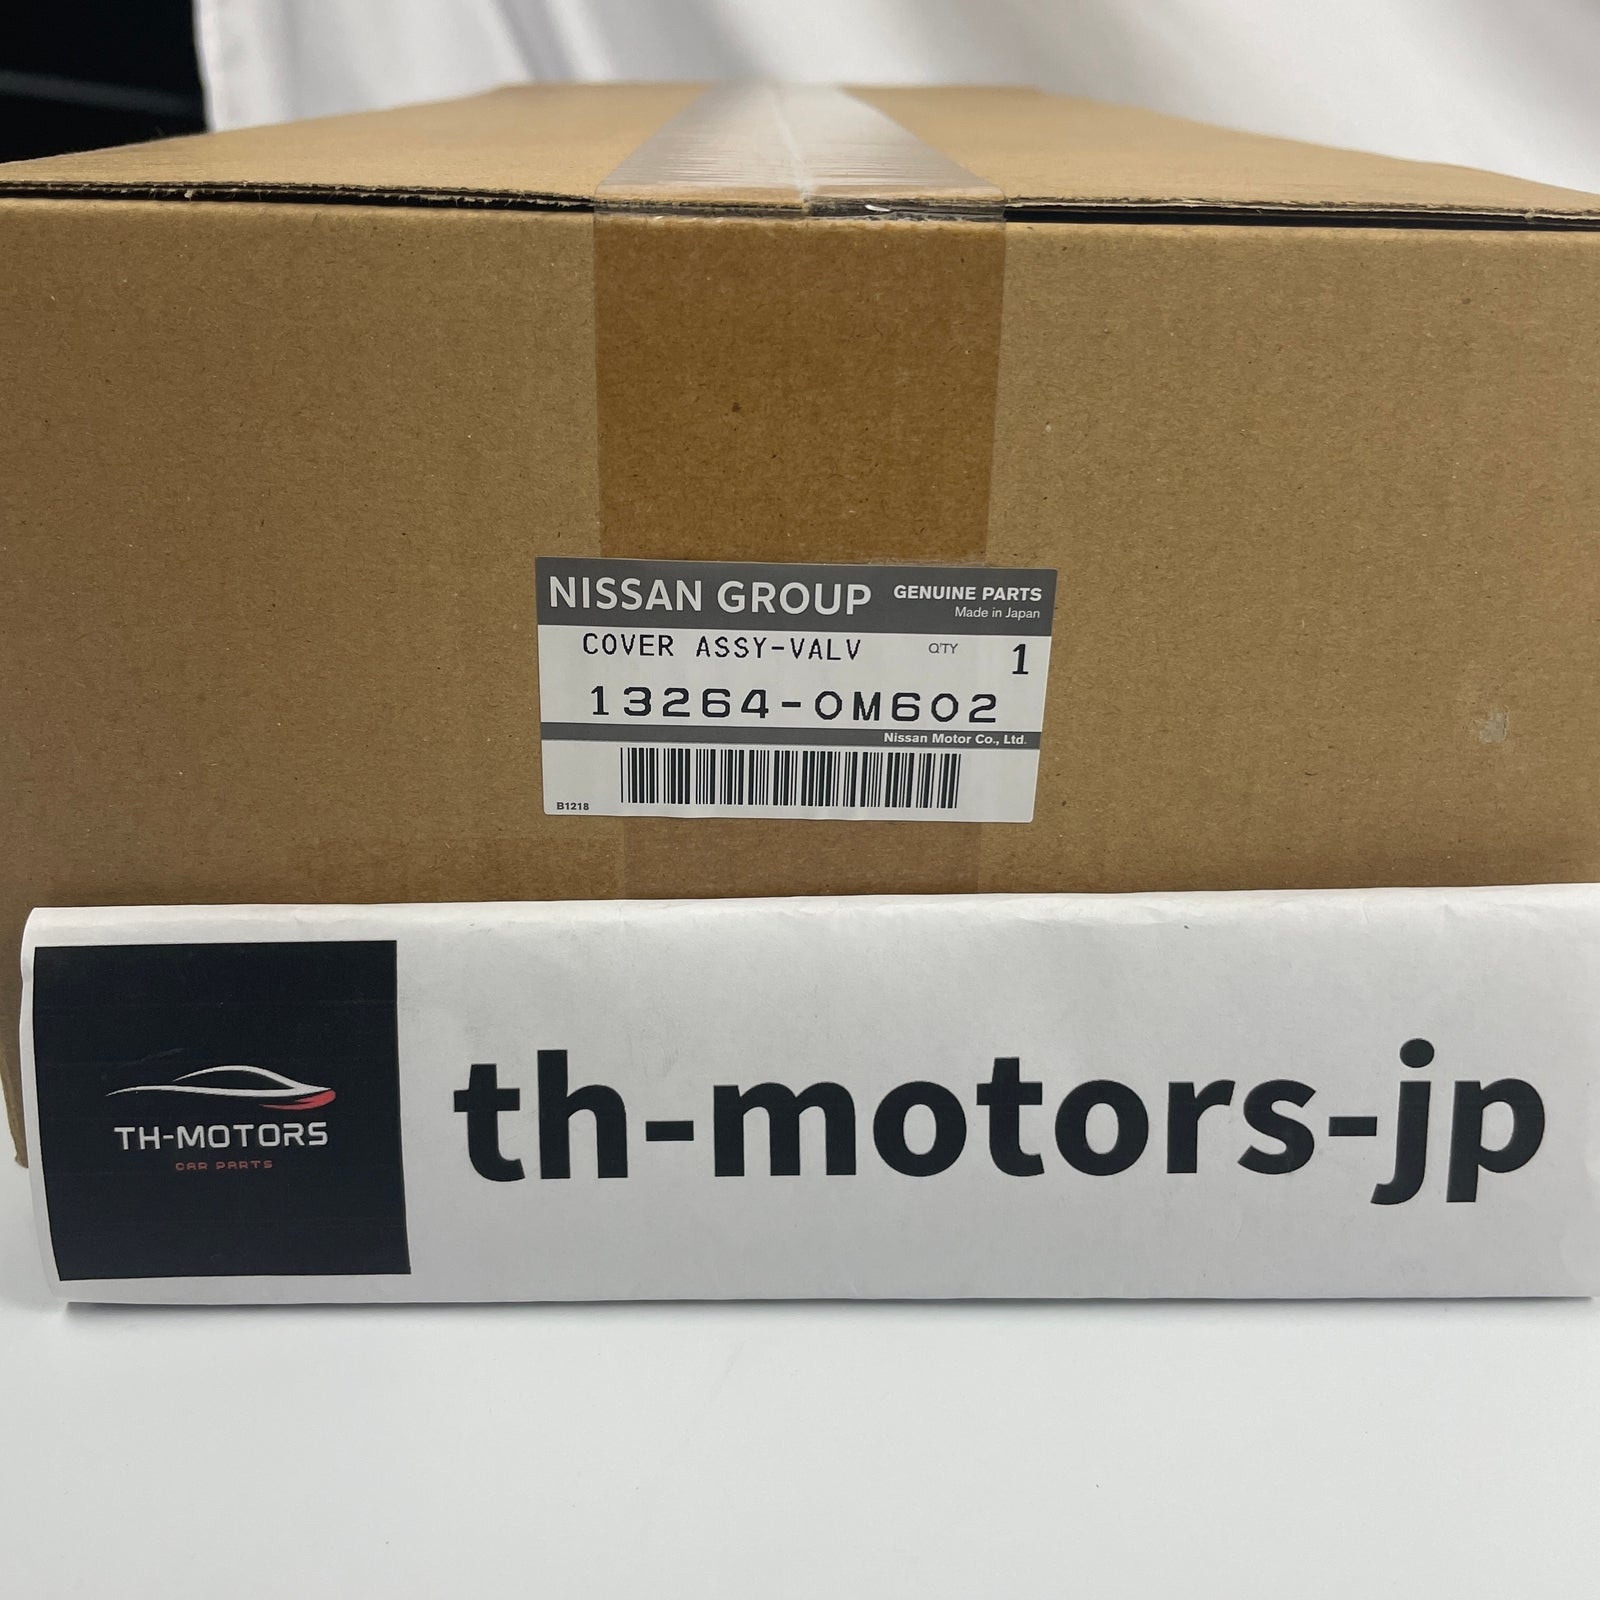 NISSAN GROUP GENUINE PARTS
Made in Japan
COVER ASSY-VALV Q'TY 1
13264-0M602
Nissan Motor Co., Ltd.
B1218
TH-MOTORS
CAR PARTS
th-motors-jp